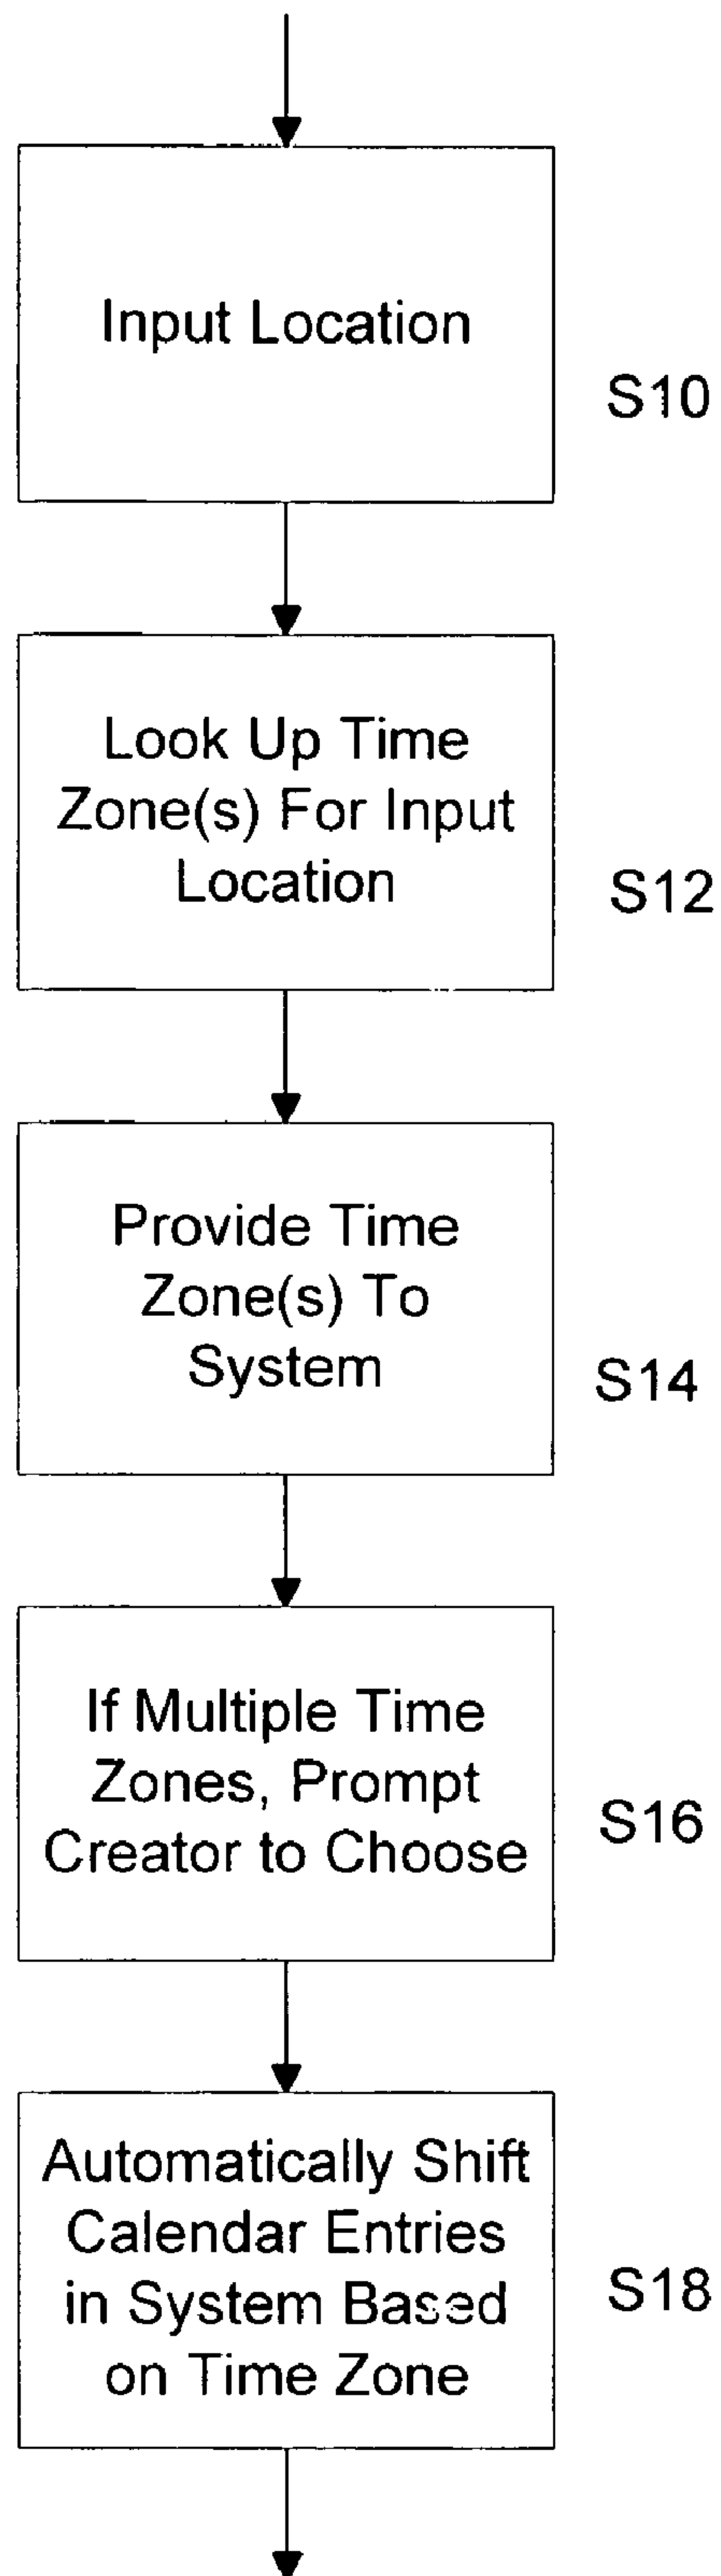 Input Location
S10
Look Up Time
Zone(s) For Input
Location
S12
Provide Time
Zone(s) To
System
S14
If Multiple Time
Zones, Prompt
Creator to Choose
S16
Automatically Shift
Calendar Entries
in System Based
on Time Zone
S18